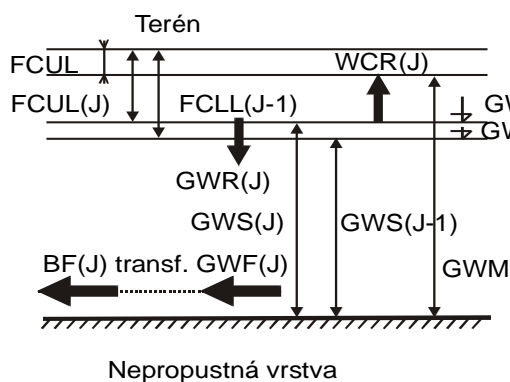 Terén
FCUL
WCR(J)
FCUL(J)
FCLL(J-1)
GWR(J)
GWS(J)
GWS(J-1)
BF(J) transf. GWF(J)
GWM
Nepropustná vrstva